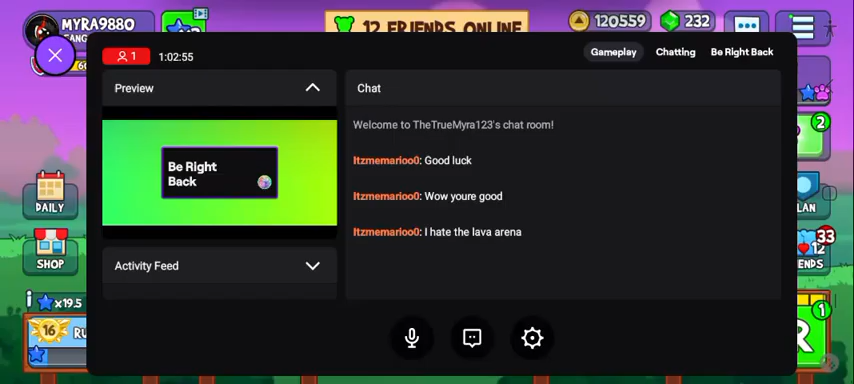 MYRA9880
12 FRIENDS ONLINE
120559
232
1
1:02:55
Gameplay
Chatting
Be Right Back
Preview
Chat
Be Right
Back
Welcome to TheTrueMyra123's chat room!
Itzmemarioo0: Good luck
Itzmemarioo0: Wow youre good
Itzmemarioo0: I hate the lava arena
Activity Feed
DAILY
SHOP
x19.5
16
2
LAN
33
12
ENDS
1
R